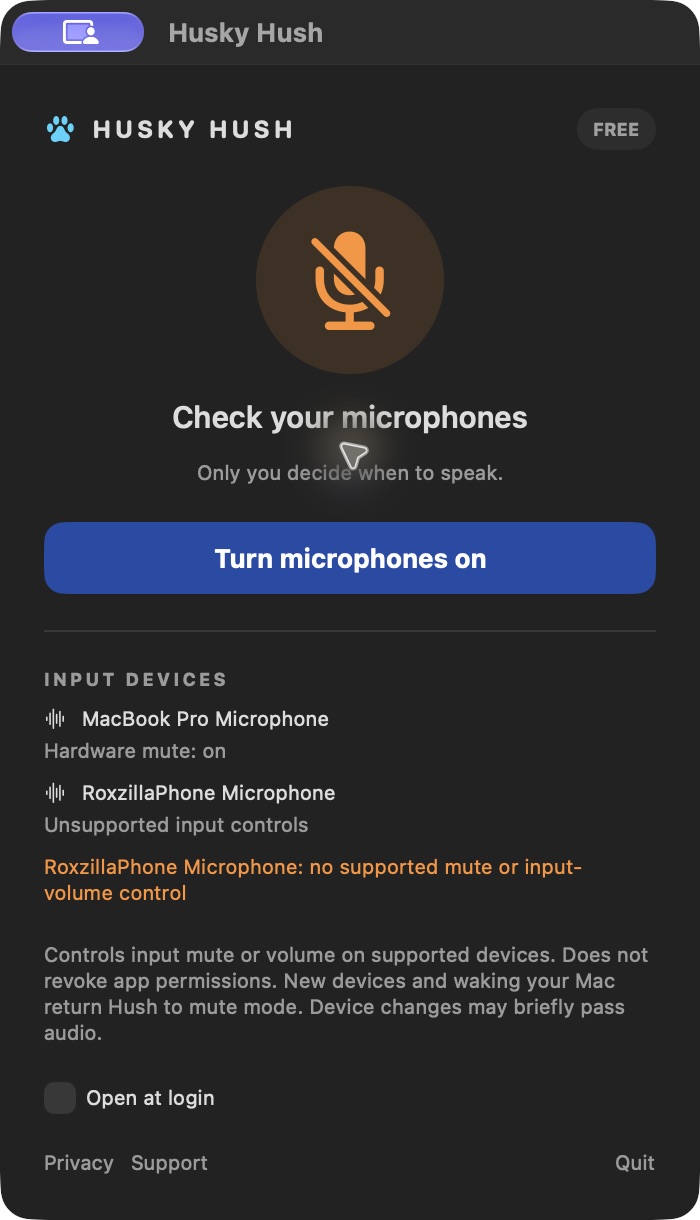 Husky Hush
HUSKY HUSH
FREE
Check your microphones
Only you decide when to speak.
Turn microphones on
INPUT DEVICES
MacBook Pro Microphone
Hardware mute: on
RoxzillaPhone Microphone
Unsupported input controls
RoxzillaPhone Microphone: no supported mute or input-
volume control
Controls input mute or volume on supported devices. Does not
revoke app permissions. New devices and waking your Mac
return Hush to mute mode. Device changes may briefly pass
audio.
Open at login
Privacy Support Quit